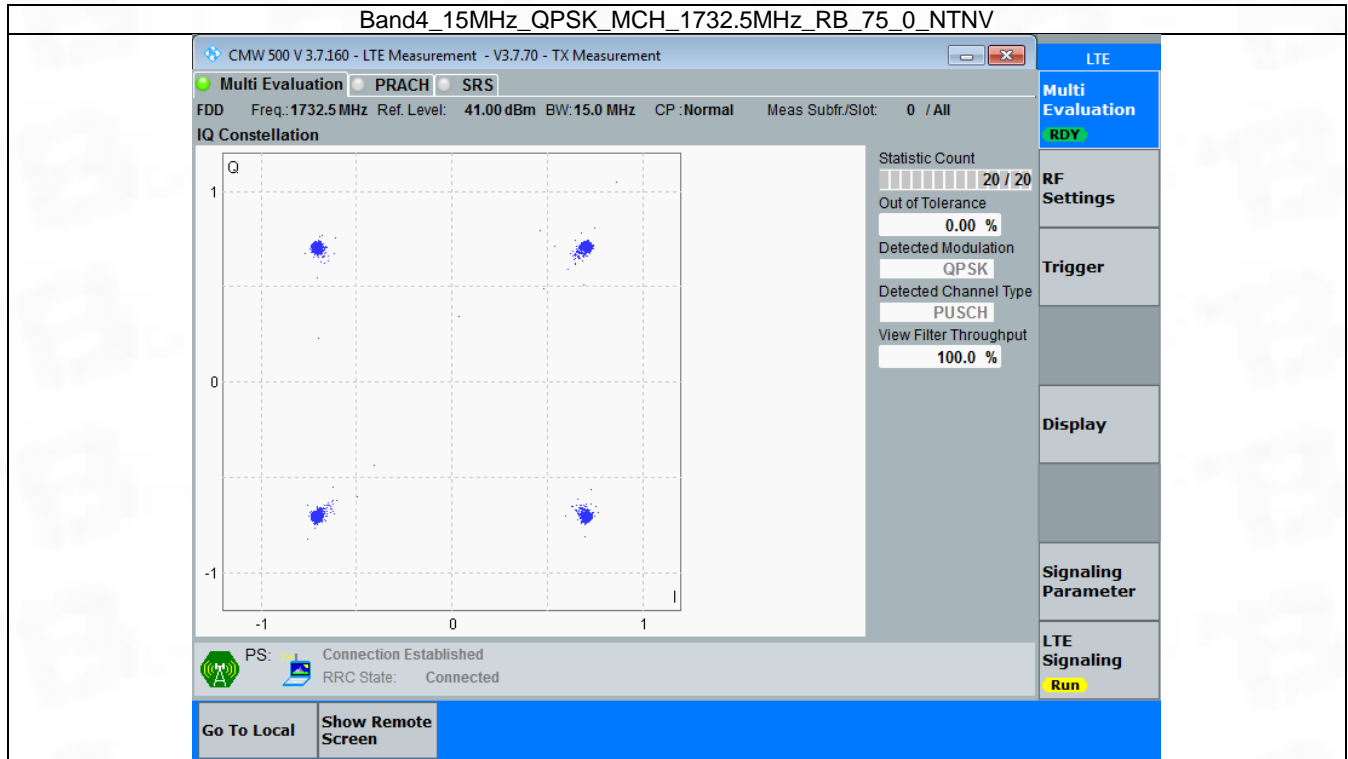 Band4_15MHz_QPSK_MCH_1732.5MHz_RB_75_0_NTNV
CMW 500 V 3.7.160 - LTE Measurement - V3.7.70 - TX Measurement
LTE
Multi Evaluation PRACH SRS
FDD Freq.:1732.5 MHz Ref. Level: 41.00 dBm BW:15.0 MHz CP :Normal Meas Subfr./Slot: 0 / All
IQ Constellation
Q
1
0
-1
I
-1 0 1
Statistic Count
20 / 20
Out of Tolerance
0.00 %
Detected Modulation
QPSK
Detected Channel Type
PUSCH
View Filter Throughput
100.0 %
Multi
Evaluation
RDY
RF
Settings
Trigger
Display
Signaling
Parameter
LTE
Signaling
Run
PS: Connection Established
RRC State: Connected
Go To Local
Show Remote
Screen